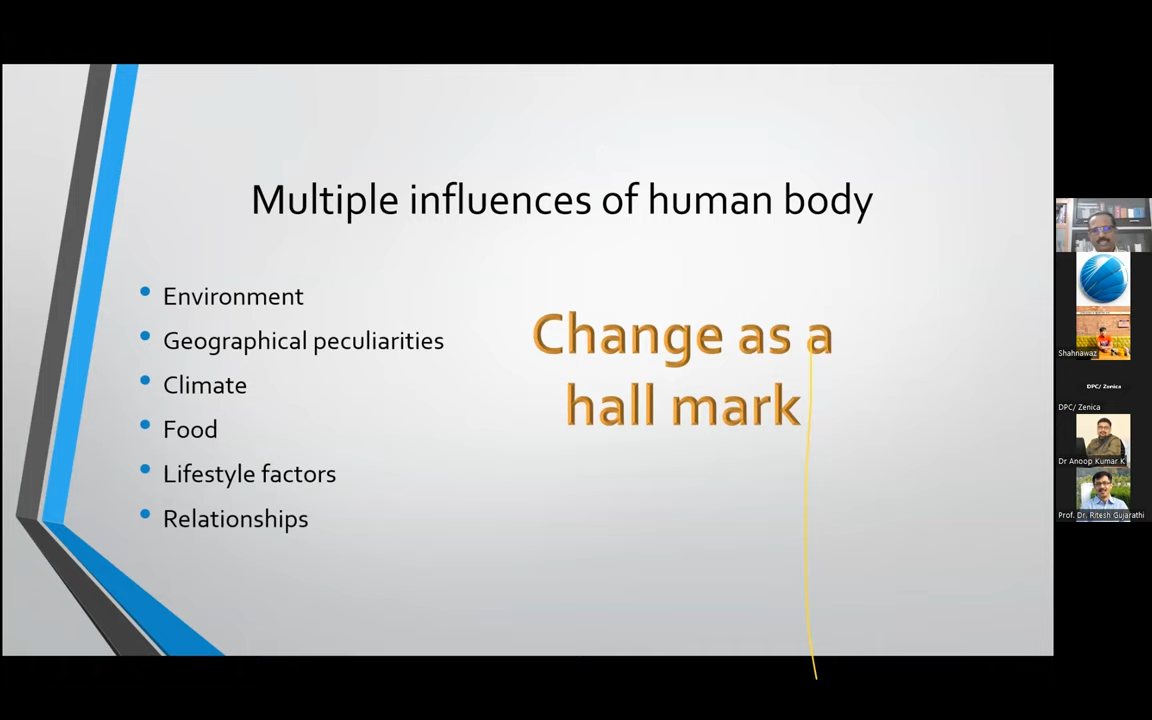 Multiple influences of human body
Environment
Geographical peculiarities
Climate
Food
Lifestyle factors
Relationships
Change as a
hall mark
Shahnawaz
DPC/ Zenica
DPC/ Zenica
Dr Anoop Kumar K
Prof. Dr. Ritesh Gujarathi